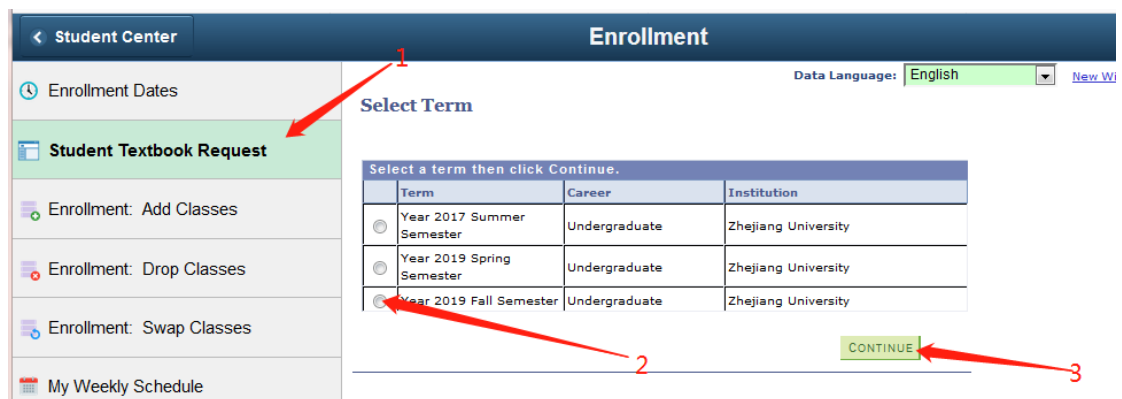 Student Center
Enrollment
1
Data Language: English New Wi
Enrollment Dates
Select Term
Student Textbook Request
Select a term then click Continue.
Term Career Institution
Enrollment: Add Classes
Year 2017 Summer
Semester Undergraduate Zhejiang University
Year 2019 Spring
Semester Undergraduate Zhejiang University
Enrollment: Drop Classes
Year 2019 Fall Semester Undergraduate Zhejiang University
Enrollment: Swap Classes
CONTINUE
2
3
My Weekly Schedule